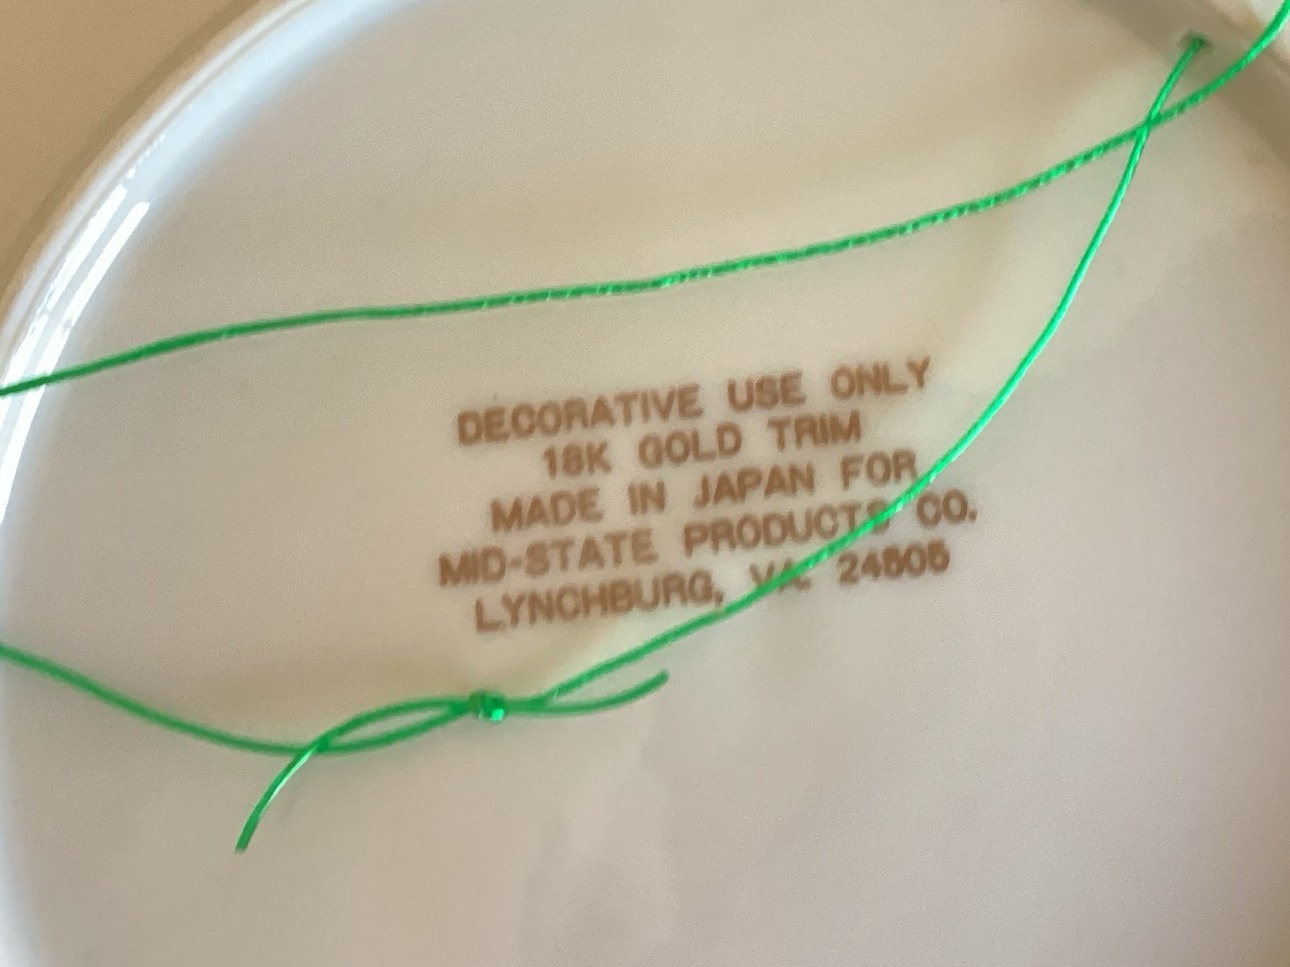 DECORATIVE USE ONLY
18K GOLD TRIM
MADE IN JAPAN FOR
MID-STATE PRODUCTS CO.
LYNCHBURG, VA. 24505